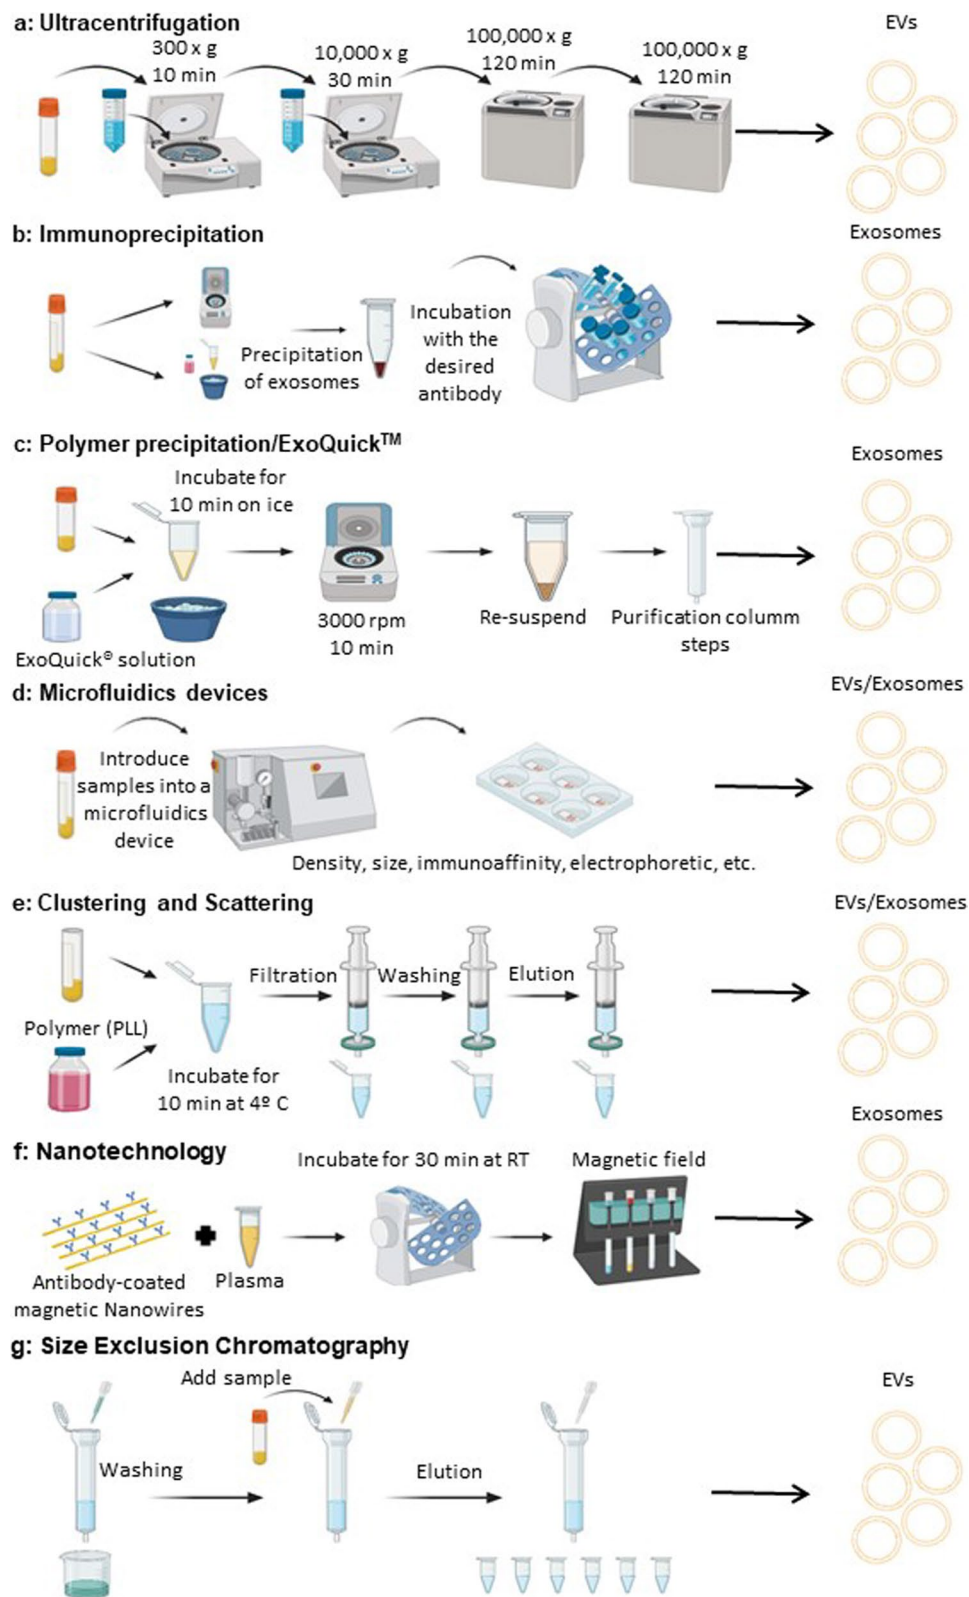 a: Ultracentrifugation
EVs
300 x g
10 min
10,000 x g
30 min
100,000 x g
120 min
100,000 x g
120 min
b: Immunoprecipitation
Exosomes
Precipitation
of exosomes
Incubation
with the
desired
antibody
c: Polymer precipitation/ExoQuick™
Exosomes
Incubate for
10 min on ice
ExoQuick® solution
3000 rpm
10 min
Re-suspend
Purification columm
steps
d: Microfluidics devices
EVs/Exosomes
Introduce
samples into a
microfluidics
device
Density, size, immunoaffinity, electrophoretic, etc.
e: Clustering and Scattering
EVs/Exosomes
Polymer (PLL)
Incubate for
10 min at 4º C
Filtration
Washing
Elution
f: Nanotechnology
Exosomes
Antibody-coated
magnetic Nanowires
Plasma
Incubate for 30 min at RT
Magnetic field
g: Size Exclusion Chromatography
EVs
Washing
Add sample
Elution